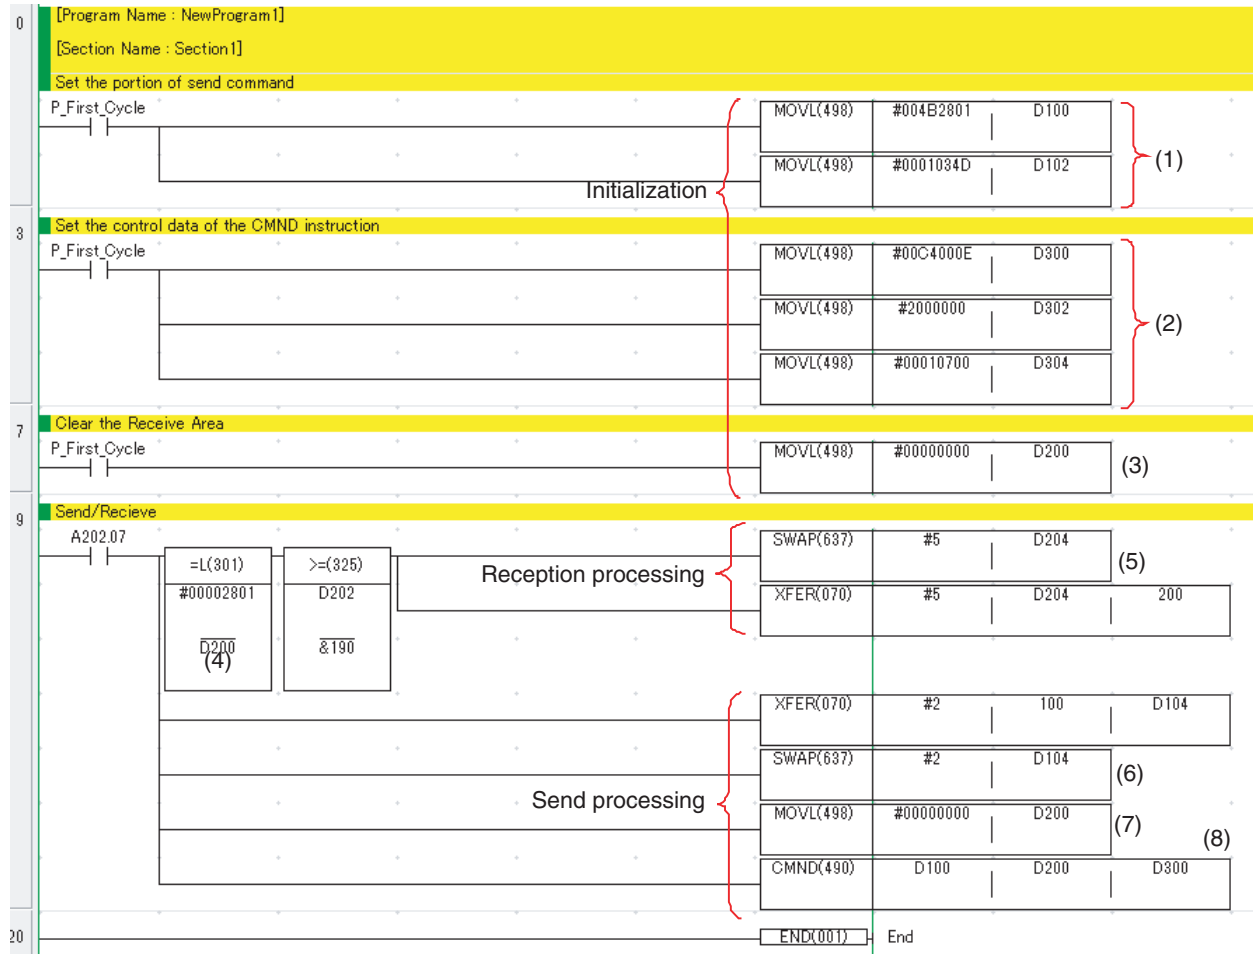 0
[Program Name : NewProgram1]
[Section Name : Section1]
Set the portion of send command
P_First_Cycle
MOVL(498) #004B2801 D100
MOVL(498) #0001034D D102
(1)
Initialization
3
Set the control data of the CMND instruction
P_First_Cycle
MOVL(498) #00C4000E D300
MOVL(498) #2000000 D302
(2)
MOVL(498) #00010700 D304
7
Clear the Receive Area
P_First_Cycle
MOVL(498) #00000000 D200
(3)
9
Send/Recieve
A202.07
=L(301) >=(325)
#00002801 D202
D200 &190
(4)
Reception processing
SWAP(637) #5 D204
(5)
XFER(070) #5 D204 200
XFER(070) #2 100 D104
SWAP(637) #2 D104
(6)
Send processing
MOVL(498) #00000000 D200
(7)
(8)
CMND(490) D100 D200 D300
20
END(001) End